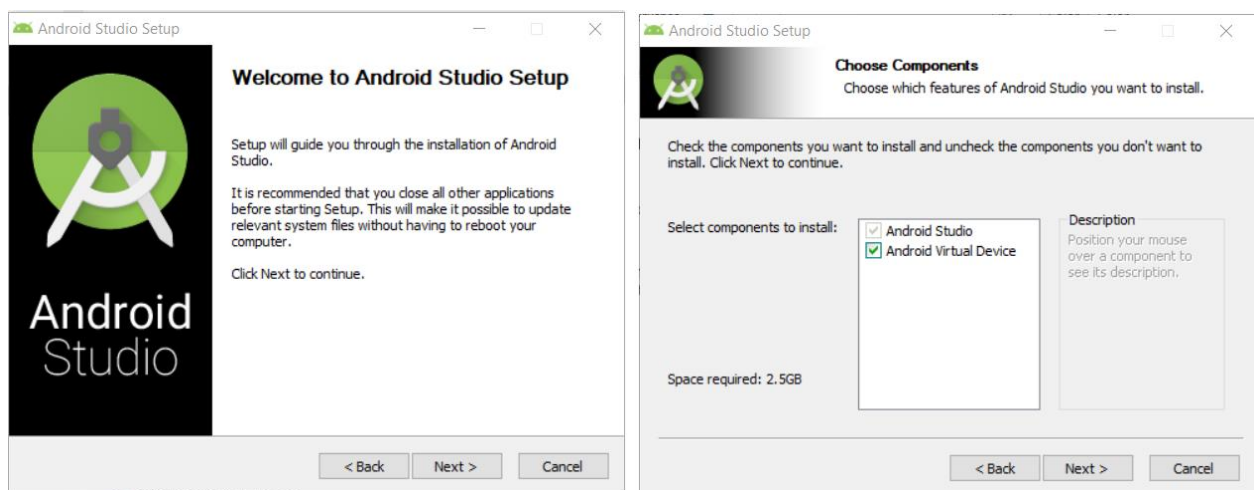 Android Studio Setup
Welcome to Android Studio Setup
Setup will guide you through the installation of Android
Studio.
It is recommended that you close all other applications
before starting Setup. This will make it possible to update
relevant system files without having to reboot your
computer.
Click Next to continue.
Android
Studio
< Back Next > Cancel
Android Studio Setup
Choose Components
Choose which features of Android Studio you want to install.
Check the components you want to install and uncheck the components you don't want to
install. Click Next to continue.
Select components to install:
Android Studio
Android Virtual Device
Description
Position your mouse
over a component to
see its description.
Space required: 2.5GB
< Back Next > Cancel